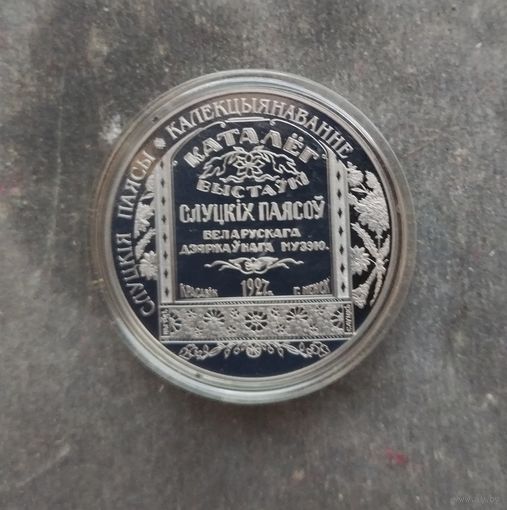 СЛУЦКІЯ ПАЯСЫ КАЛЕКЦЫЯНАВАННЕ
КАТАЛЁГ
ВЫСТАЎКІ
СЛУЦКІХ ПАЯСОЎ
БЕЛАРУСКАГА
ДЗЯРЖАЎНАГА МУЗЭЮ.
КРАСАВІК 1927 Г. МЕНСК